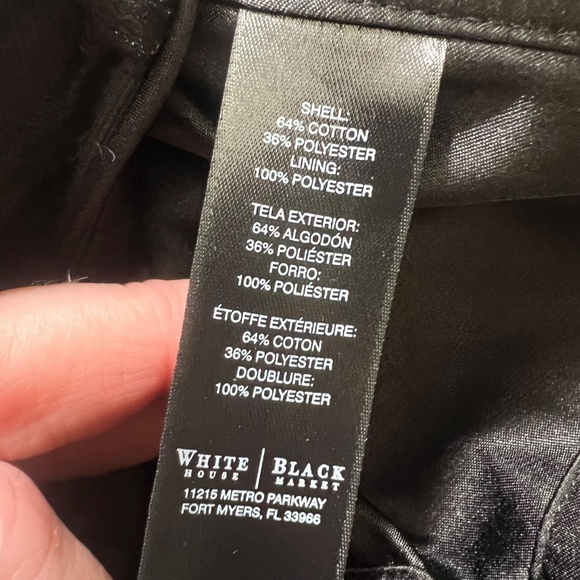 SHELL:
64% COTTON
36% POLYESTER
LINING:
100% POLYESTER
TELA EXTERIOR:
64% ALGODÓN
36% POLIÉSTER
FORRO:
100% POLIÉSTER
ÉTOFFE EXTÉRIEURE:
64% COTON
36% POLYESTER
DOUBLURE:
100% POLYESTER
WHITE | BLACK
HOUSE | MARKET
11215 METRO PARKWAY
FORT MYERS, FL 33966